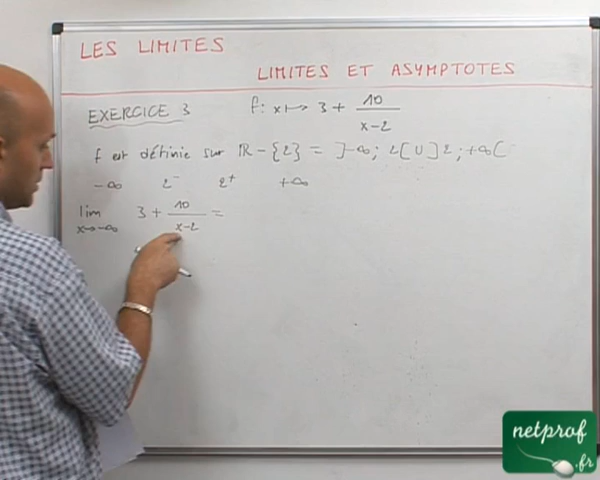 LES LIMITES
LIMITES ET ASYMPTOTES
EXERCICE 3 f: x ↦ 3 + 10/(x-2)
f est définie sur ℝ - {2} = ]-∞; 2[ U ]2; +∞[
-∞ 2⁻ 2⁺ +∞
lim x→-∞ 3 + 10/(x-2) =
netprof
.fr